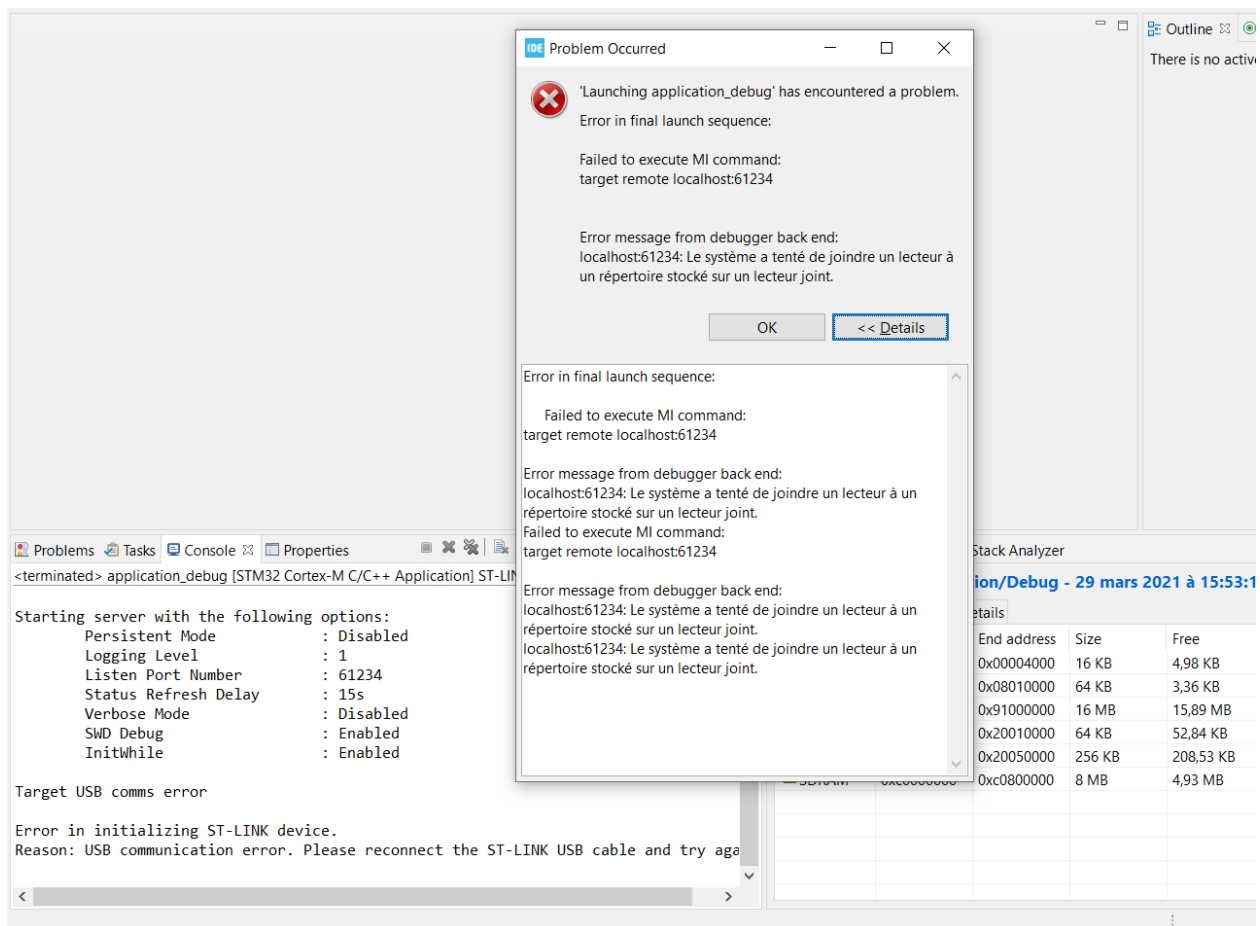 Outline
There is no active
IDE Problem Occurred
'Launching application_debug' has encountered a problem.
Error in final launch sequence:
Failed to execute MI command:
target remote localhost:61234
Error message from debugger back end:
localhost:61234: Le système a tenté de joindre un lecteur à
un répertoire stocké sur un lecteur joint.
OK
<< Details
Error in final launch sequence:
Failed to execute MI command:
target remote localhost:61234
Error message from debugger back end:
localhost:61234: Le système a tenté de joindre un lecteur à un
répertoire stocké sur un lecteur joint.
Failed to execute MI command:
target remote localhost:61234
Error message from debugger back end:
localhost:61234: Le système a tenté de joindre un lecteur à un
répertoire stocké sur un lecteur joint.
localhost:61234: Le système a tenté de joindre un lecteur à un
répertoire stocké sur un lecteur joint.
Problems Tasks Console Properties
<terminated> application_debug [STM32 Cortex-M C/C++ Application] ST-LIN
Starting server with the following options:
Persistent Mode : Disabled
Logging Level : 1
Listen Port Number : 61234
Status Refresh Delay : 15s
Verbose Mode : Disabled
SWD Debug : Enabled
InitWhile : Enabled
Target USB comms error
Error in initializing ST-LINK device.
Reason: USB communication error. Please reconnect the ST-LINK USB cable and try aga
Stack Analyzer
ion/Debug - 29 mars 2021 à 15:53:1
etails
End address Size Free
0x00004000 16 KB 4,98 KB
0x08010000 64 KB 3,36 KB
0x91000000 16 MB 15,89 MB
0x20010000 64 KB 52,84 KB
0x20050000 256 KB 208,53 KB
SDRAM 0xc0000000 0xc0800000 8 MB 4,93 MB